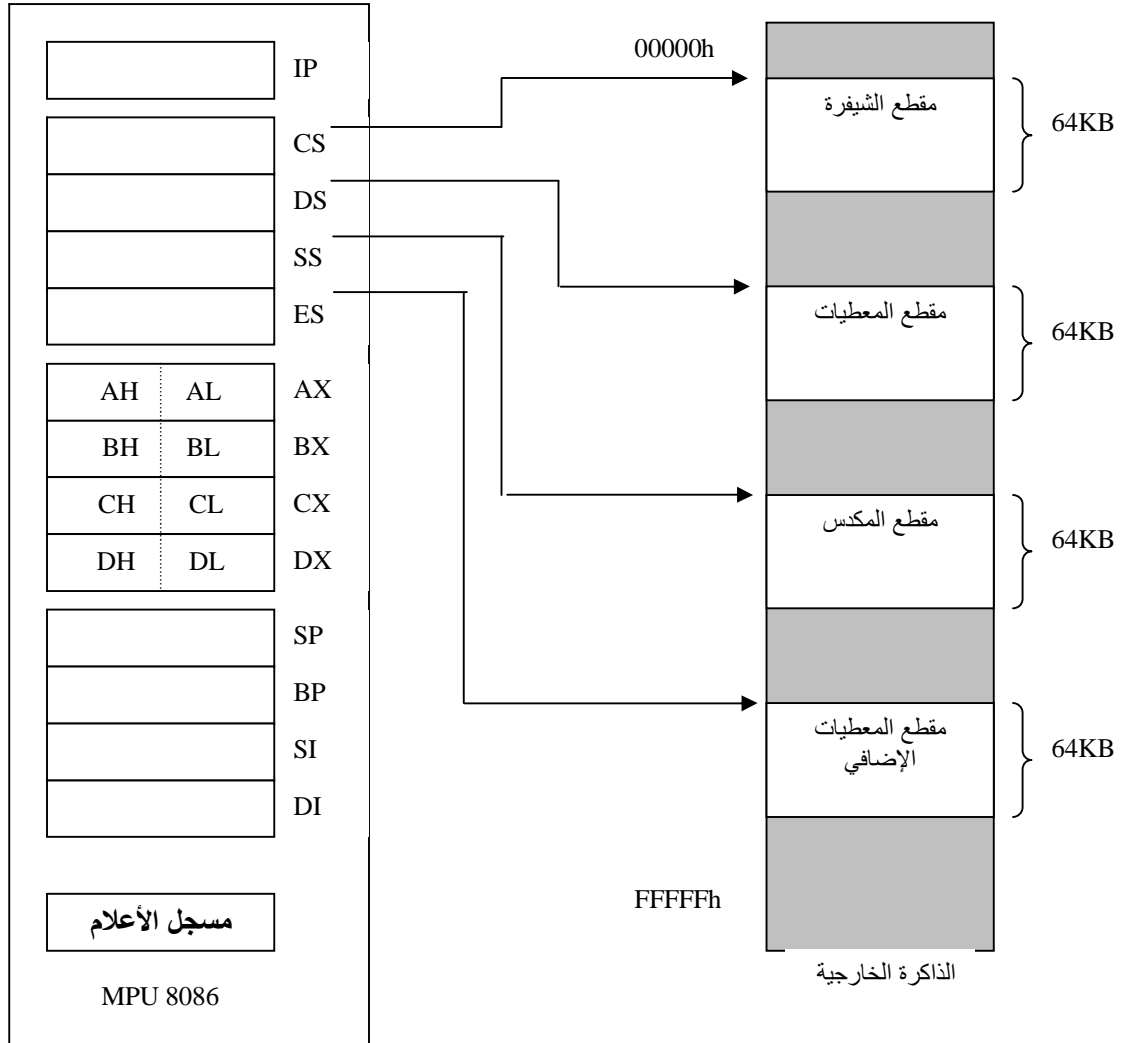 IP
CS
DS
SS
ES
AH AL AX
BH BL BX
CH CL CX
DH DL DX
SP
BP
SI
DI
مسجل الأعلام
MPU 8086
00000h
مقطع الشيفرة
64KB
مقطع المعطيات
64KB
مقطع المكدس
64KB
مقطع المعطيات
الإضافي
64KB
FFFFFh
الذاكرة الخارجية